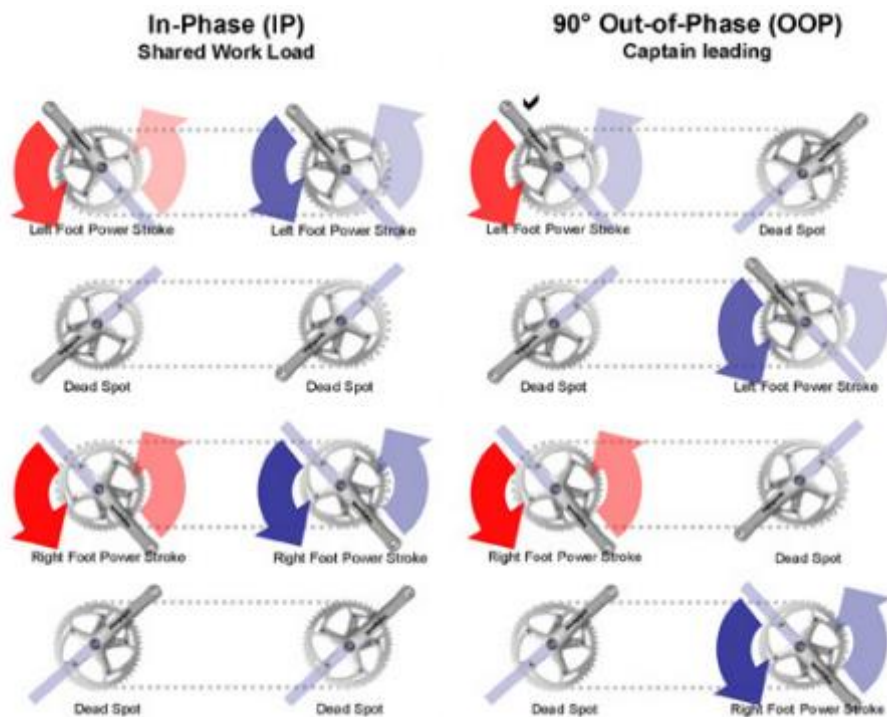 In-Phase (IP)
Shared Work Load
90° Out-of-Phase (OOP)
Captain leading
Left Foot Power Stroke
Left Foot Power Stroke
Left Foot Power Stroke
Dead Spot
Dead Spot
Dead Spot
Dead Spot
Left Foot Power Stroke
Right Foot Power Stroke
Right Foot Power Stroke
Right Foot Power Stroke
Dead Spot
Dead Spot
Dead Spot
Dead Spot
Right Foot Power Stroke